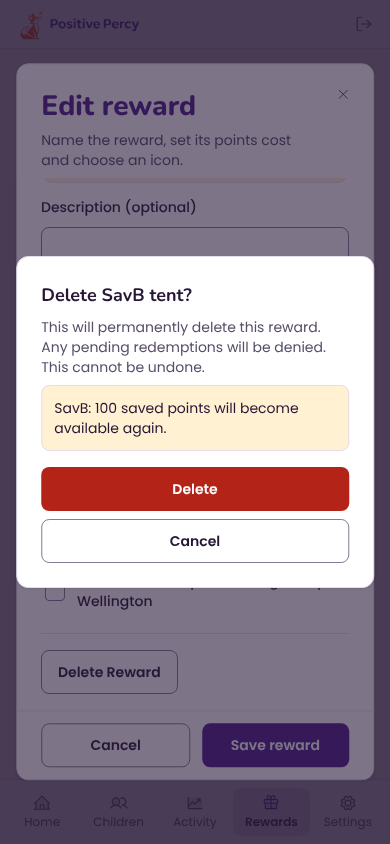 Positive Percy
Edit reward
Name the reward, set its points cost
and choose an icon.
Description (optional)
Delete SavB tent?
This will permanently delete this reward.
Any pending redemptions will be denied.
This cannot be undone.
SavB: 100 saved points will become
available again.
Delete
Cancel
Wellington
Delete Reward
Cancel
Save reward
Home
Children
Activity
Rewards
Settings